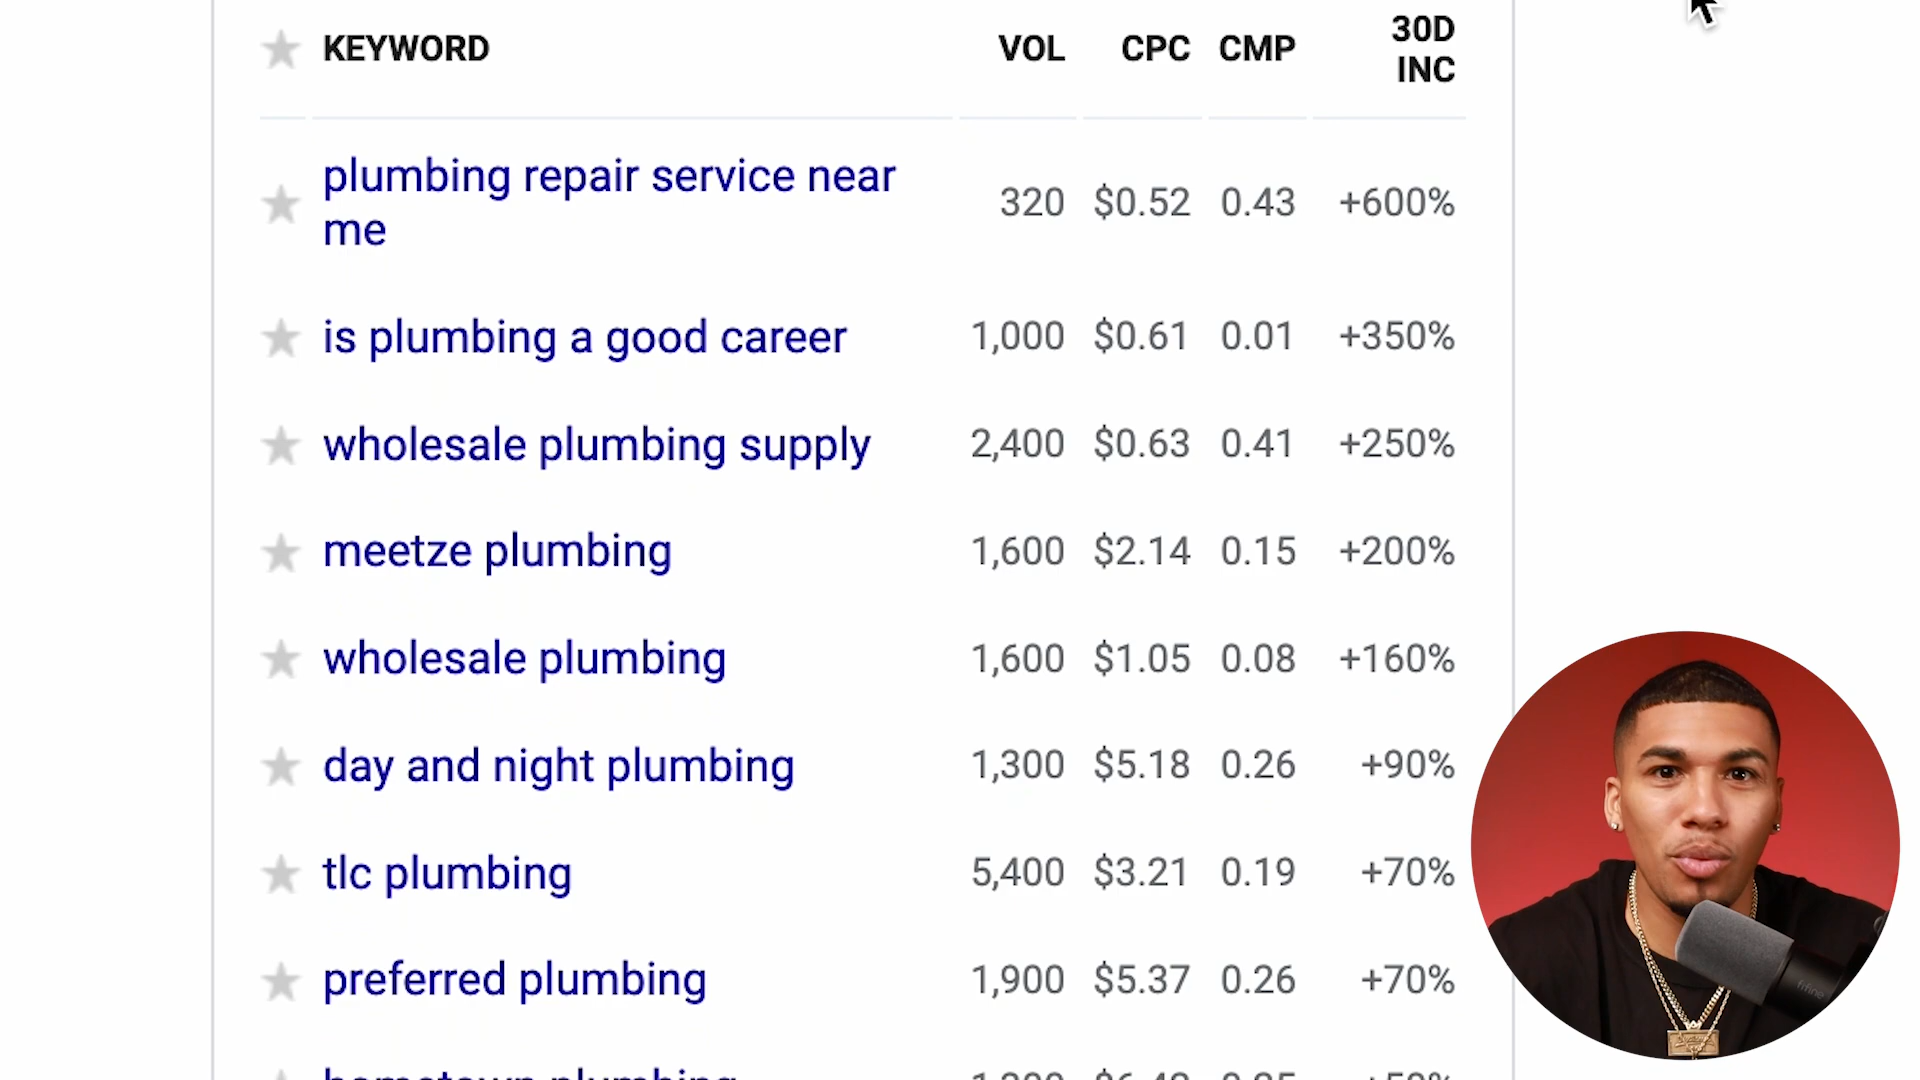 KEYWORD VOL CPC CMP 30D
INC
plumbing repair service near
me 320 $0.52 0.43 +600%
is plumbing a good career 1,000 $0.61 0.01 +350%
wholesale plumbing supply 2,400 $0.63 0.41 +250%
meetze plumbing 1,600 $2.14 0.15 +200%
wholesale plumbing 1,600 $1.05 0.08 +160%
day and night plumbing 1,300 $5.18 0.26 +90%
tlc plumbing 5,400 $3.21 0.19 +70%
preferred plumbing 1,900 $5.37 0.26 +70%
hometown plumbing
fifine